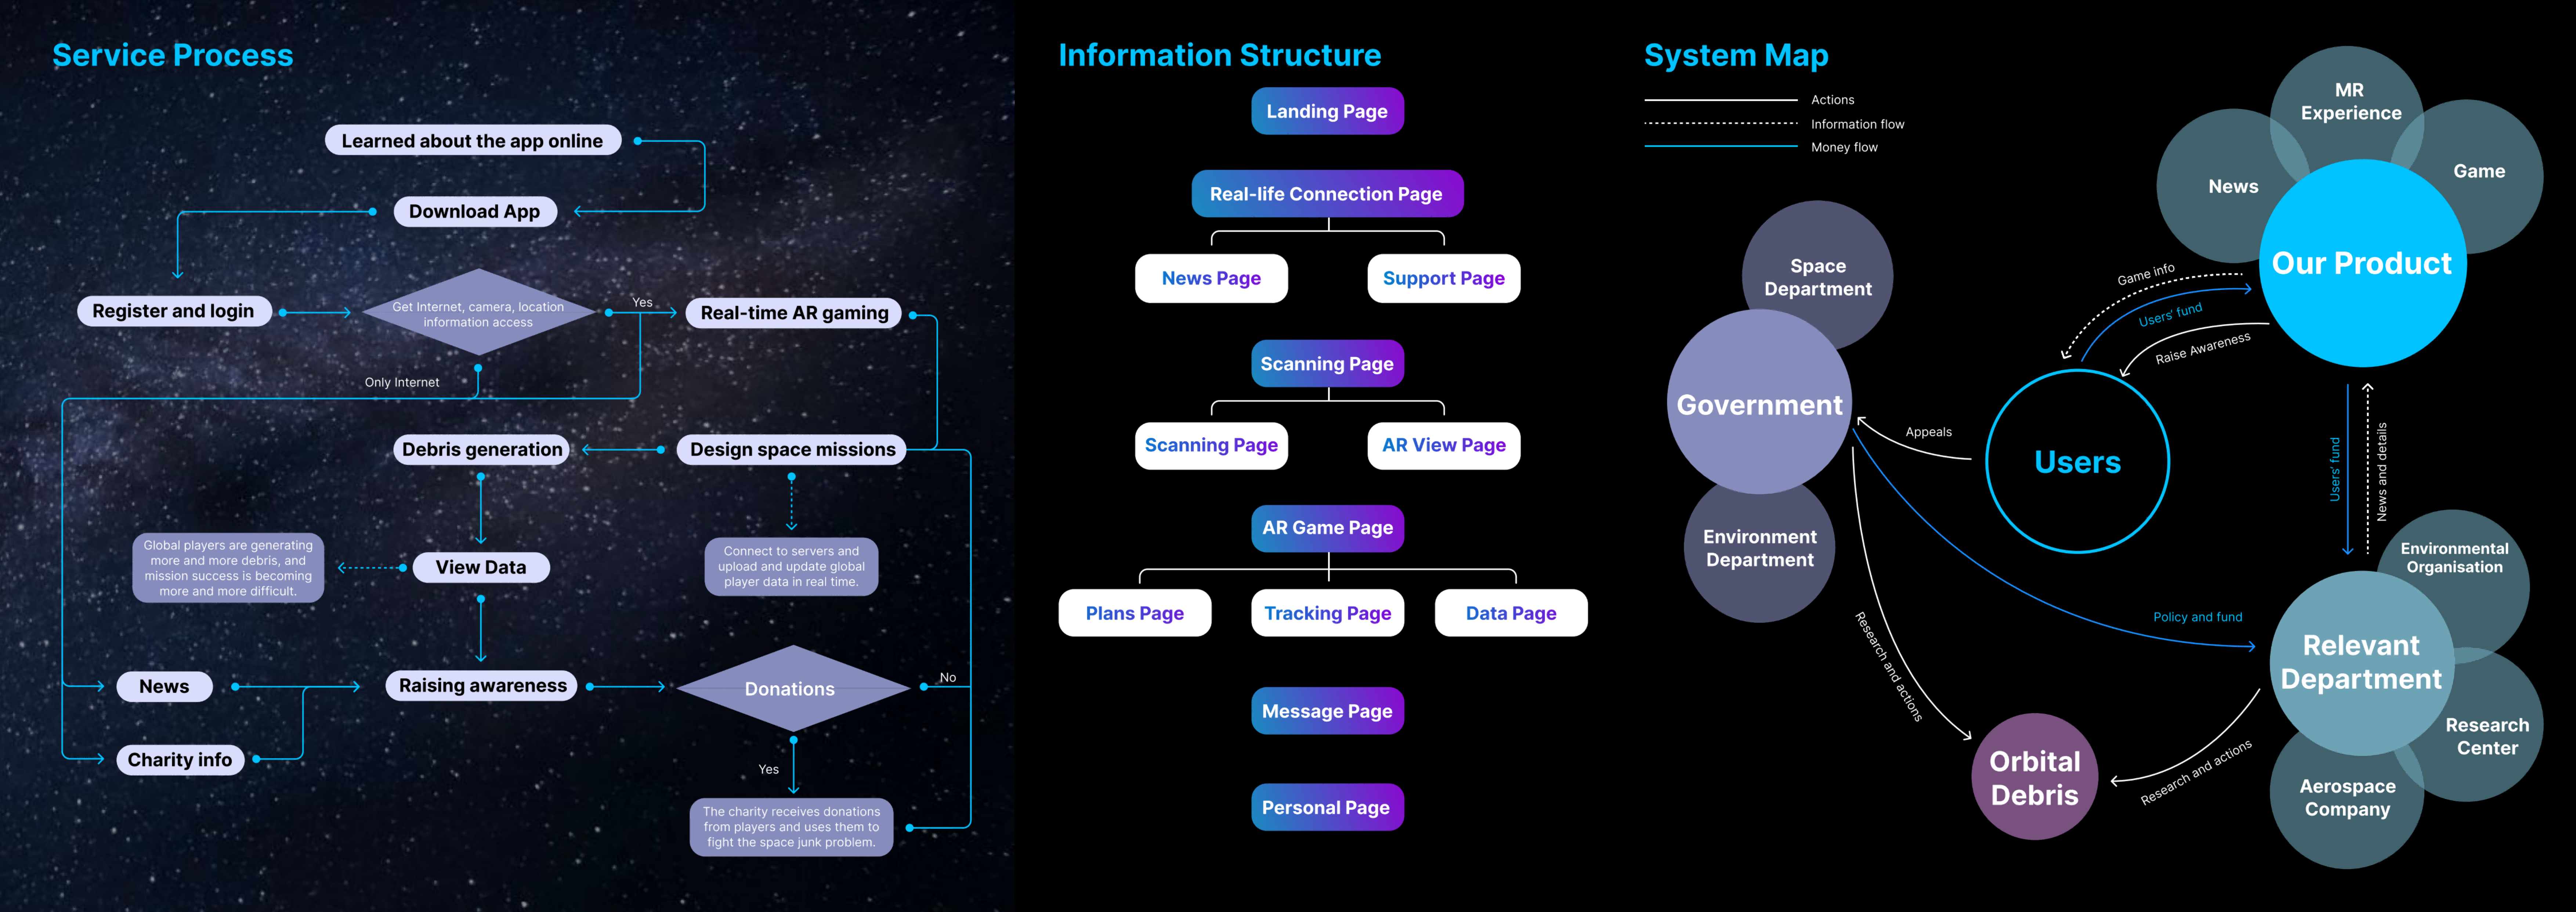 Service Process
Learned about the app online
Download App
Register and login
Get Internet, camera, location
information access
Yes
Real-time AR gaming
Only Internet
Debris generation
Design space missions
Global players are generating
more and more debris, and
mission success is becoming
more and more difficult.
View Data
Connect to servers and
upload and update global
player data in real time.
News
Raising awareness
Donations
No
Charity info
Yes
The charity receives donations
from players and uses them to
fight the space junk problem.
Information Structure
Landing Page
Real-life Connection Page
News Page
Support Page
Scanning Page
Scanning Page
AR View Page
AR Game Page
Plans Page
Tracking Page
Data Page
Message Page
Personal Page
System Map
Actions
Information flow
Money flow
MR
Experience
News
Game
Our Product
Space
Department
Government
Environment
Department
Game info
Users' fund
Raise Awareness
Appeals
Users
Users' fund
News and details
Environmental
Organisation
Policy and fund
Relevant
Department
Research
Center
Aerospace
Company
Research and actions
Research and actions
Orbital
Debris